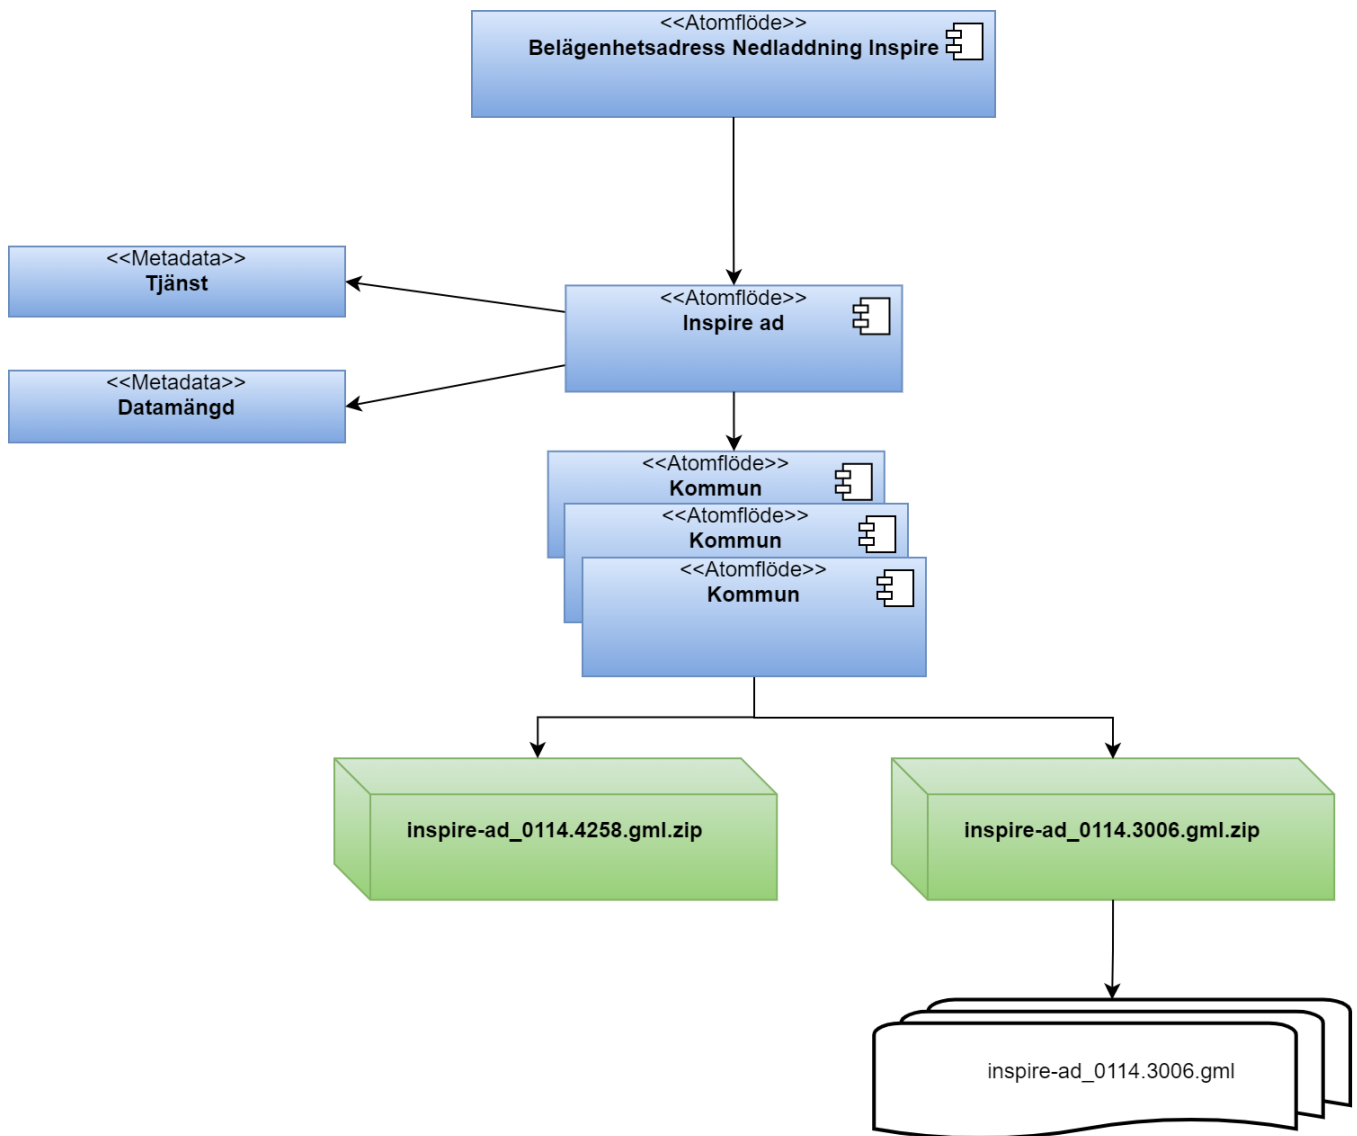 <<Atomflöde>>
Belägenhetsadress Nedladdning Inspire
<<Metadata>>
Tjänst
<<Atomflöde>>
Inspire ad
<<Metadata>>
Datamängd
<<Atomflöde>>
Kommun
<<Atomflöde>>
Kommun
<<Atomflöde>>
Kommun
inspire-ad_0114.4258.gml.zip
inspire-ad_0114.3006.gml.zip
inspire-ad_0114.3006.gml